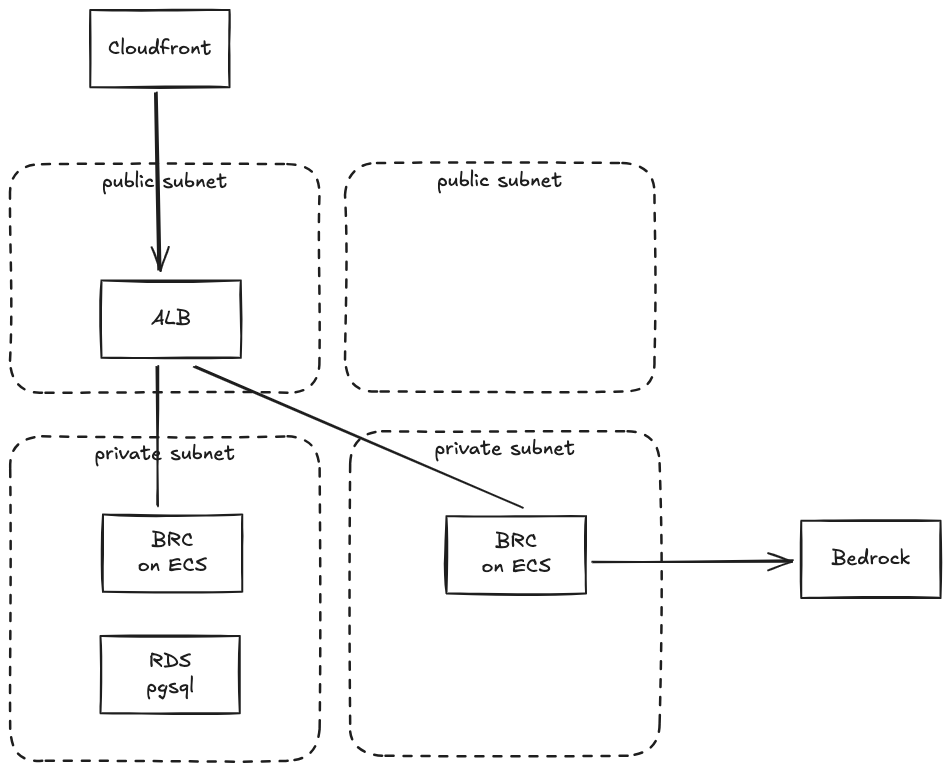 Cloudfront
public subnet
public subnet
ALB
private subnet
private subnet
BRC
on ECS
BRC
on ECS
Bedrock
RDS
pgsql